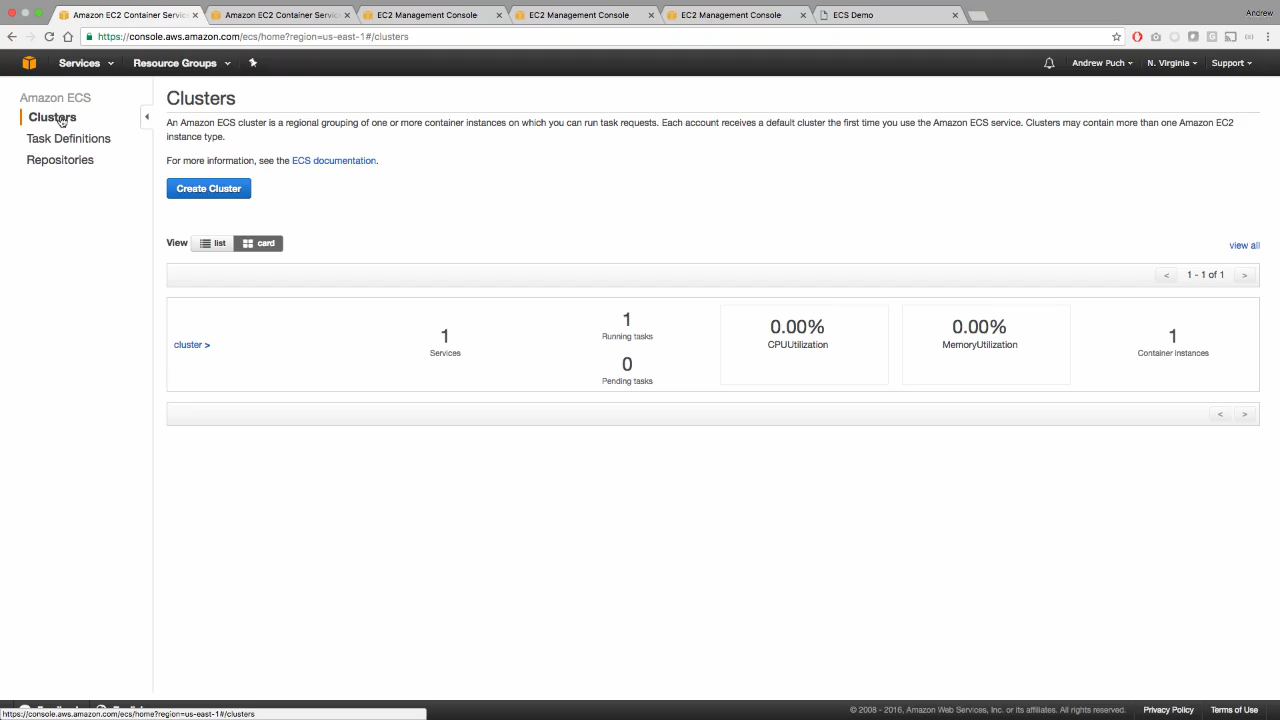 Amazon EC2 Container Servic
Amazon EC2 Container Servic
EC2 Management Console
EC2 Management Console
EC2 Management Console
ECS Demo
Andrew
https://console.aws.amazon.com/ecs/home?region=us-east-1#/clusters
Services
Resource Groups
Andrew Puch
N. Virginia
Support
Amazon ECS
Clusters
Task Definitions
Repositories
Clusters
An Amazon ECS cluster is a regional grouping of one or more container instances on which you can run task requests. Each account receives a default cluster the first time you use the Amazon ECS service. Clusters may contain more than one Amazon EC2
instance type.
For more information, see the ECS documentation.
Create Cluster
View
list
card
view all
< 1 - 1 of 1 >
cluster >
1
Services
1
Running tasks
0
Pending tasks
0.00%
CPUUtilization
0.00%
MemoryUtilization
1
Container instances
< >
https://console.aws.amazon.com/ecs/home?region=us-east-1#/clusters
© 2008 - 2016, Amazon Web Services, Inc. or its affiliates. All rights reserved.
Privacy Policy
Terms of Use